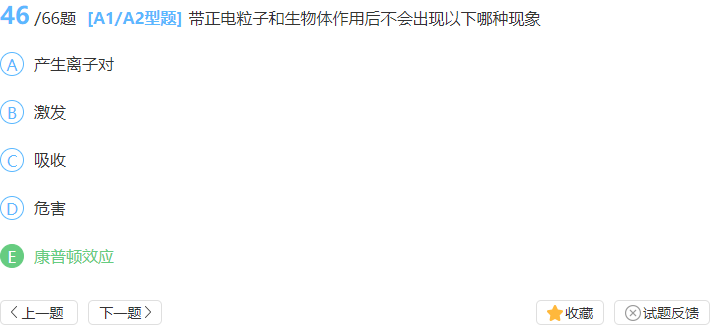 46 /66题 [A1/A2型题] 带正电粒子和生物体作用后不会出现以下哪种现象
A 产生离子对
B 激发
C 吸收
D 危害
E 康普顿效应
上一题 下一题 收藏 试题反馈